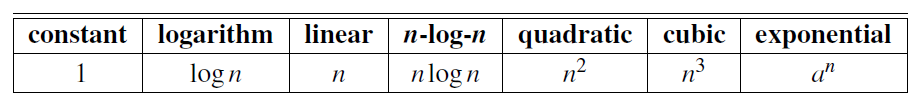 constant logarithm linear n-log-n quadratic cubic exponential
1 log n n n log n n² n³ aⁿ